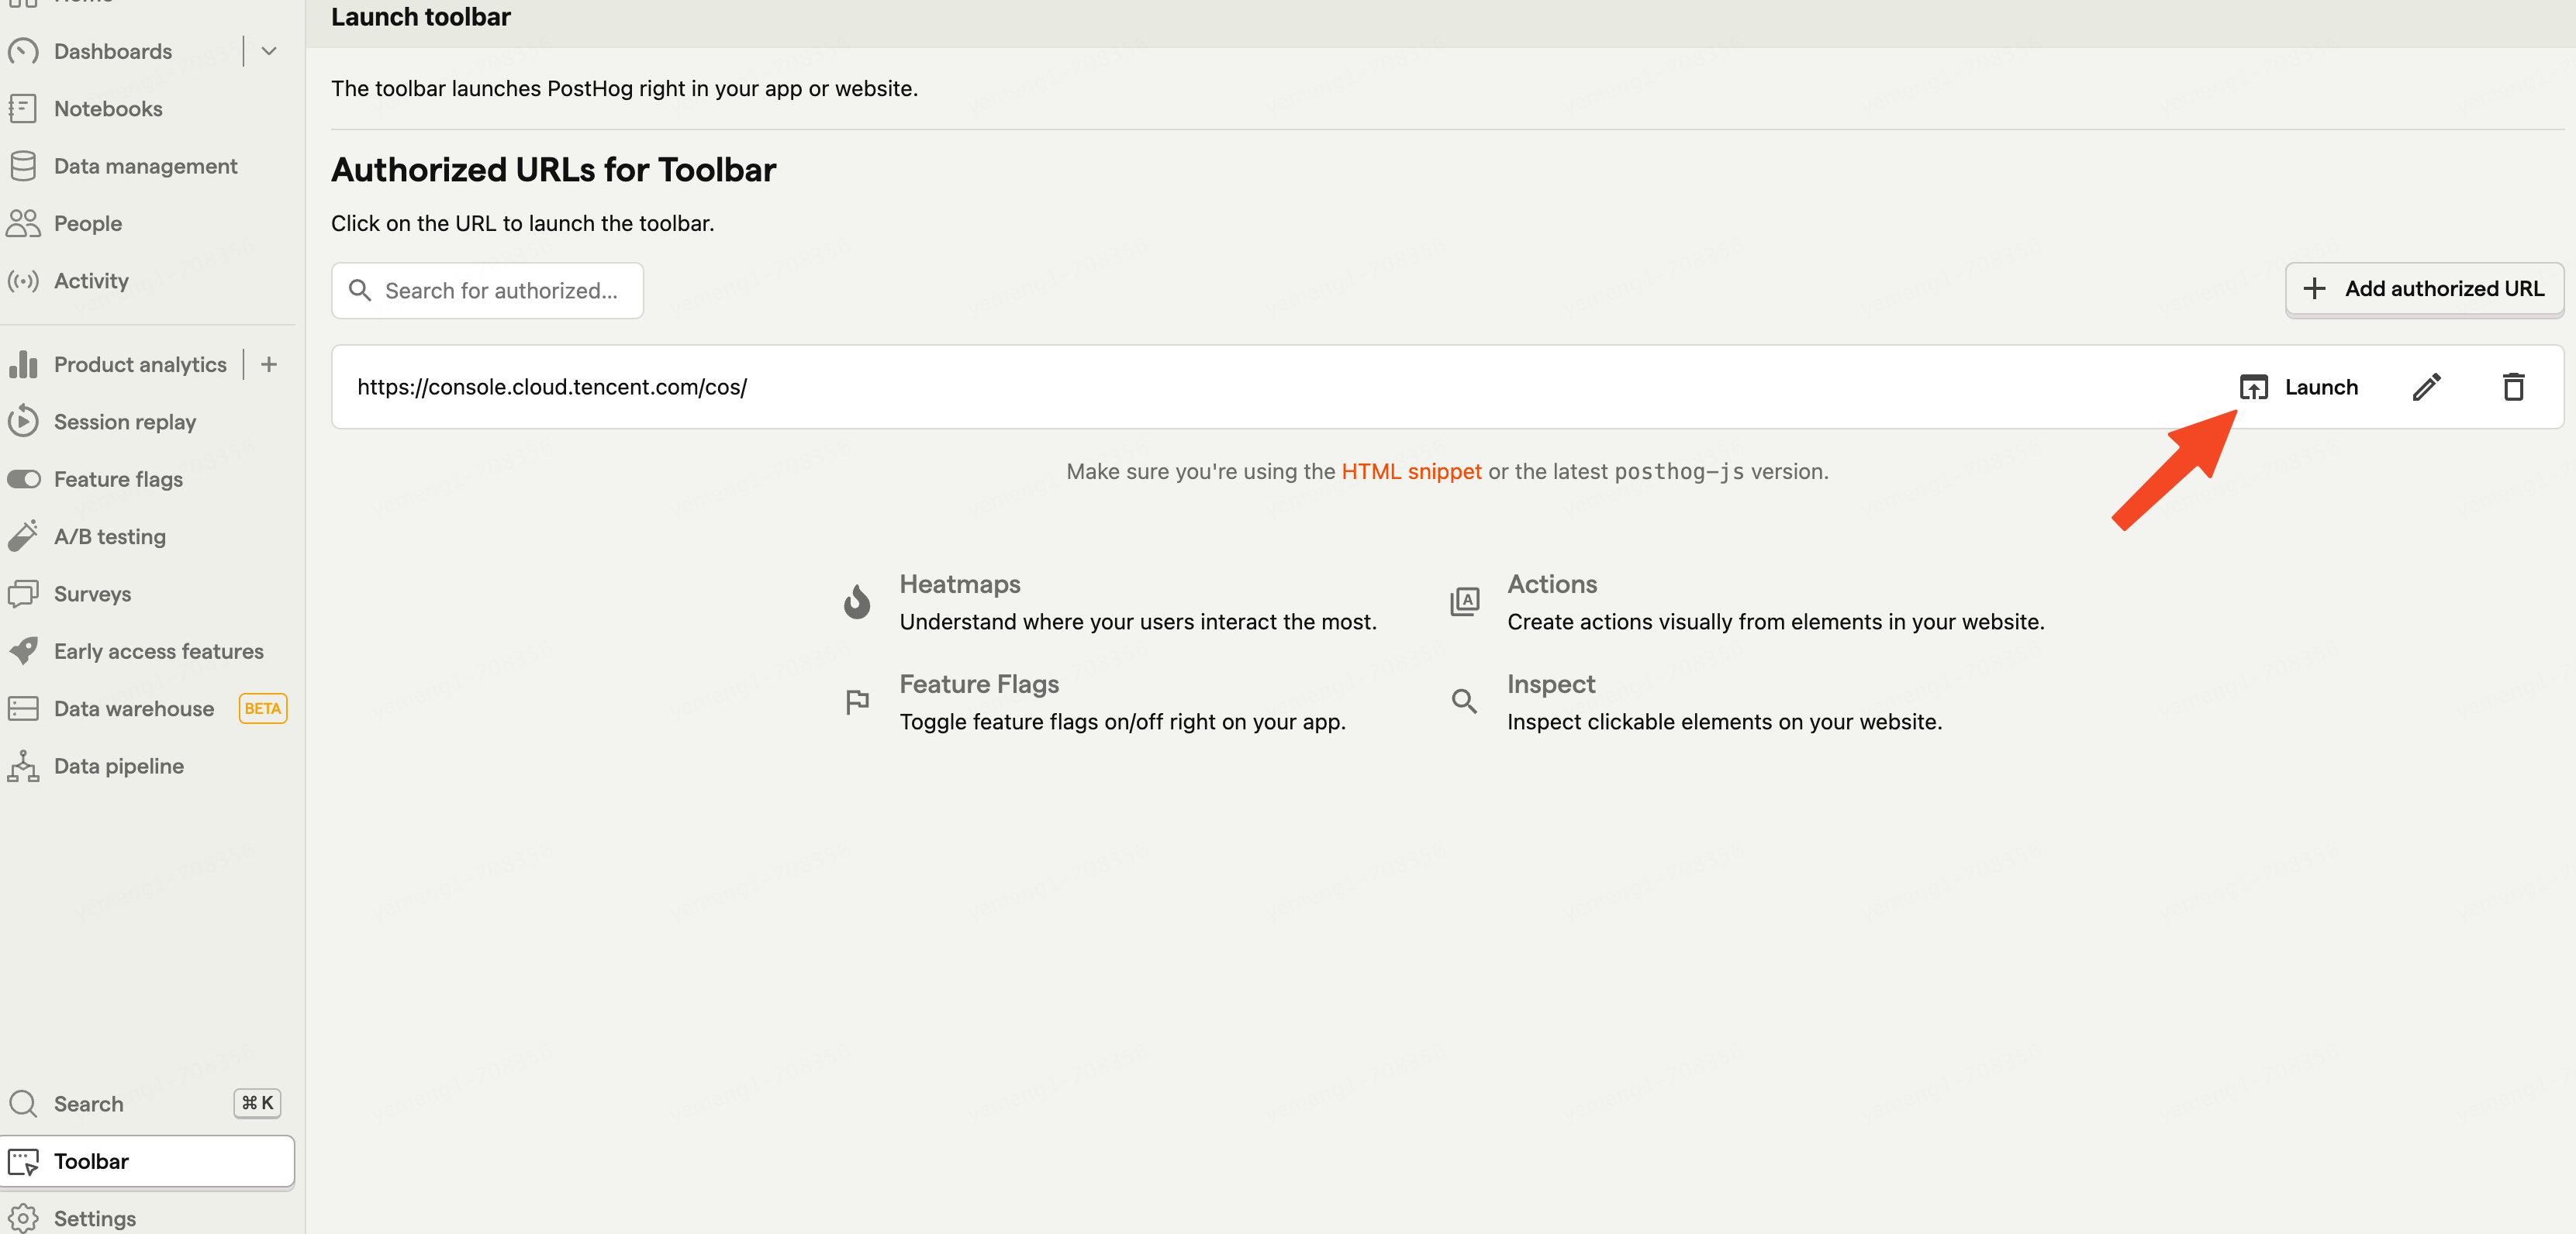 Launch toolbar
Dashboards
Notebooks
Data management
People
Activity
Product analytics
Session replay
Feature flags
A/B testing
Surveys
Early access features
Data warehouse BETA
Data pipeline
Search ⌘ K
Toolbar
Settings
The toolbar launches PostHog right in your app or website.
Authorized URLs for Toolbar
Click on the URL to launch the toolbar.
Search for authorized...
Add authorized URL
https://console.cloud.tencent.com/cos/
Launch
Make sure you're using the HTML snippet or the latest posthog-js version.
Heatmaps
Understand where your users interact the most.
Actions
Create actions visually from elements in your website.
Feature Flags
Toggle feature flags on/off right on your app.
Inspect
Inspect clickable elements on your website.